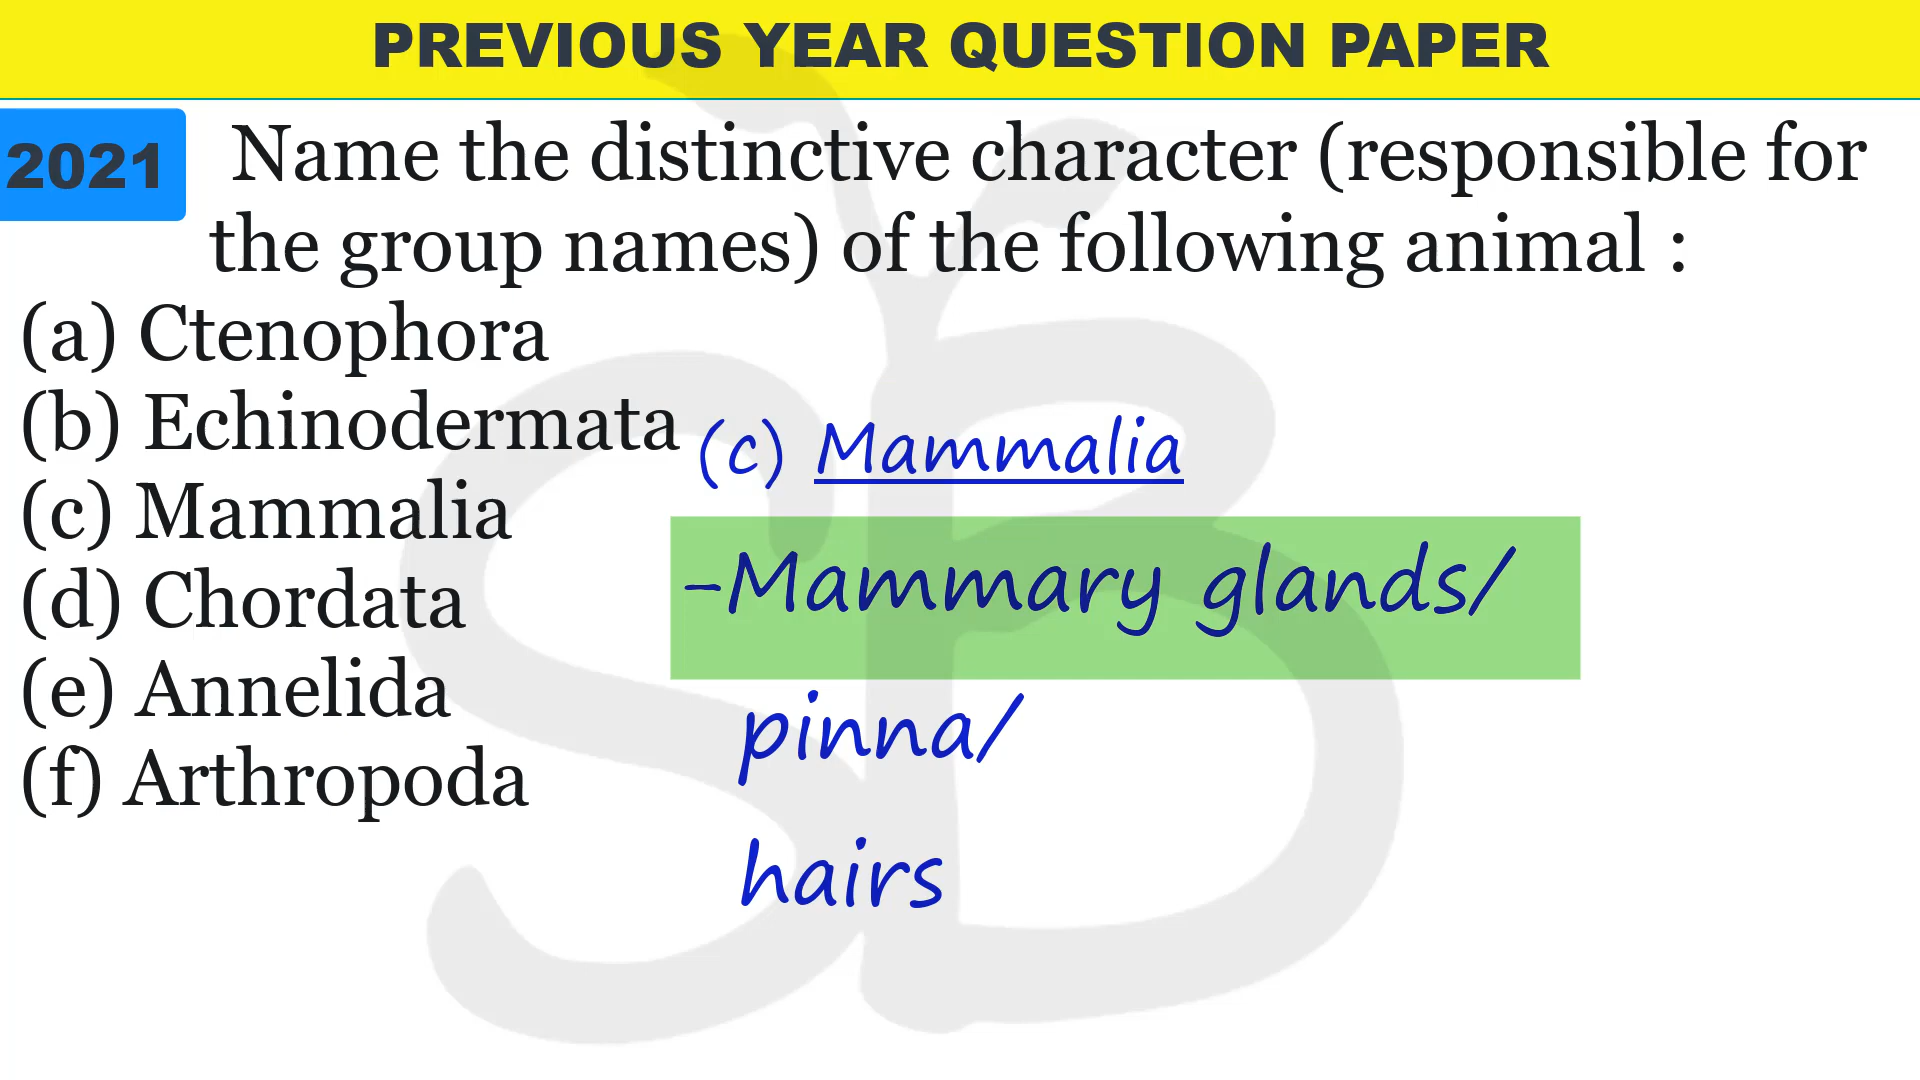 PREVIOUS YEAR QUESTION PAPER
2021
Name the distinctive character (responsible for
the group names) of the following animal :
(a) Ctenophora
(b) Echinodermata
(c) Mammalia
(d) Chordata
(e) Annelida
(f) Arthropoda
(c) Mammalia
-Mammary glands/
pinna/
hairs
SB